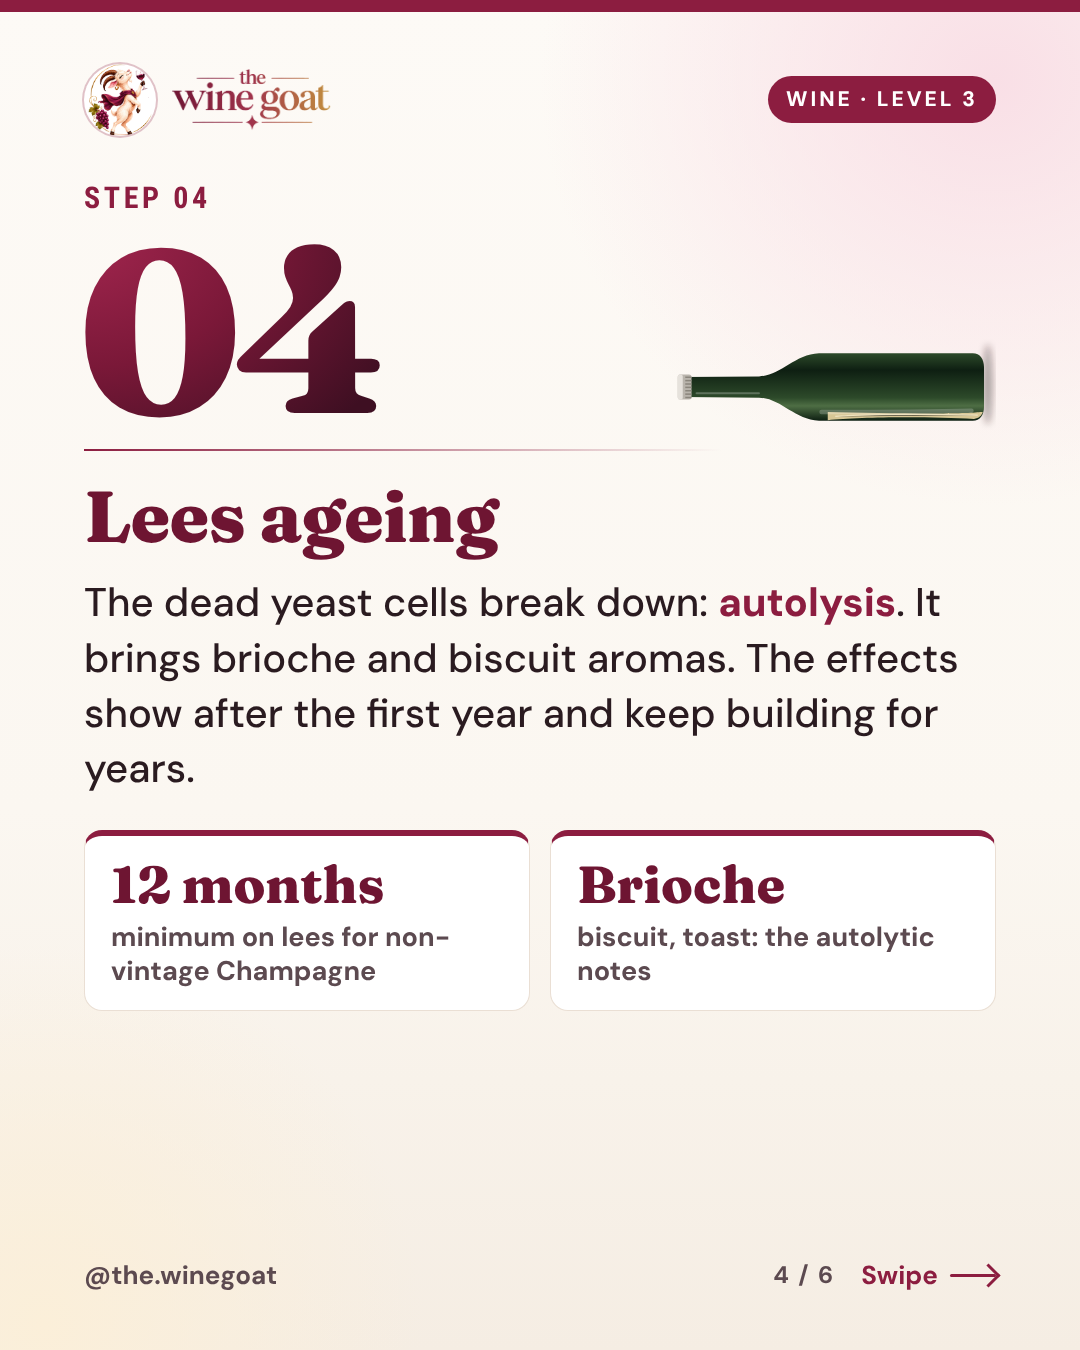 the
wine goat
WINE · LEVEL 3
STEP 04
04
Lees ageing
The dead yeast cells break down: autolysis. It
brings brioche and biscuit aromas. The effects
show after the first year and keep building for
years.
12 months
minimum on lees for non-
vintage Champagne
Brioche
biscuit, toast: the autolytic
notes
@the.winegoat
4 / 6
Swipe